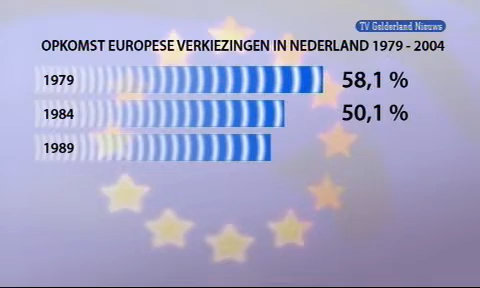 TV Gelderland Nieuws
OPKOMST EUROPESE VERKIEZINGEN IN NEDERLAND 1979 - 2004
1979 58,1 %
1984 50,1 %
1989